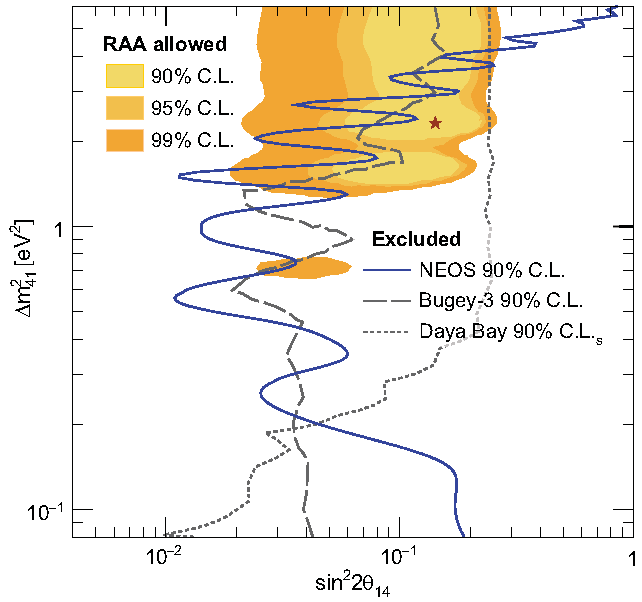 RAA allowed
90% C.L.
95% C.L.
99% C.L.
Excluded
NEOS 90% C.L.
Bugey-3 90% C.L.
Daya Bay 90% C.L.ₛ
Δm²₄₁ [eV²]
1
10⁻¹
10⁻²
10⁻¹
1
sin²2θ₁₄